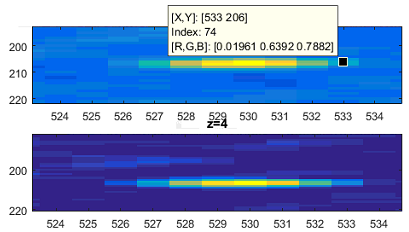 [X,Y]: [533 206]
Index: 74
[R,G,B]: [0.01961 0.6392 0.7882]
200
210
220
524 525 526 527 528 529 530 531 532 533 534
z=4
200
220
524 525 526 527 528 529 530 531 532 533 534